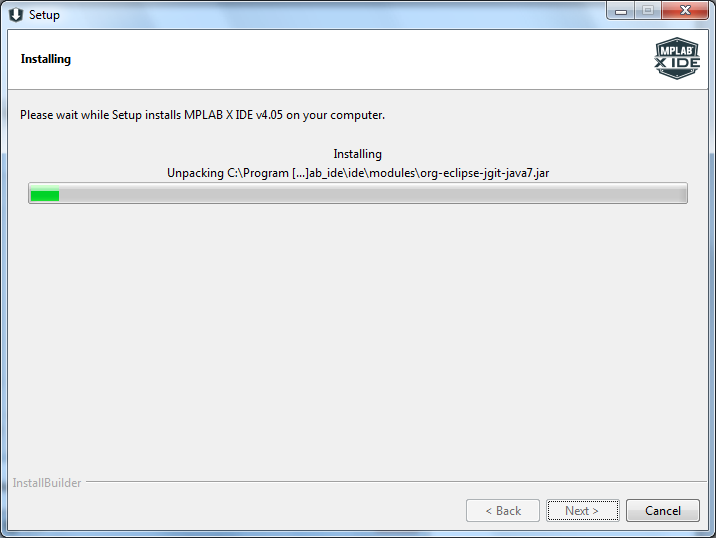 Setup
Installing
MPLAB
X IDE
Please wait while Setup installs MPLAB X IDE v4.05 on your computer.
Installing
Unpacking C:\Program [...]ab_ide\ide\modules\org-eclipse-jgit-java7.jar
InstallBuilder
< Back
Next >
Cancel